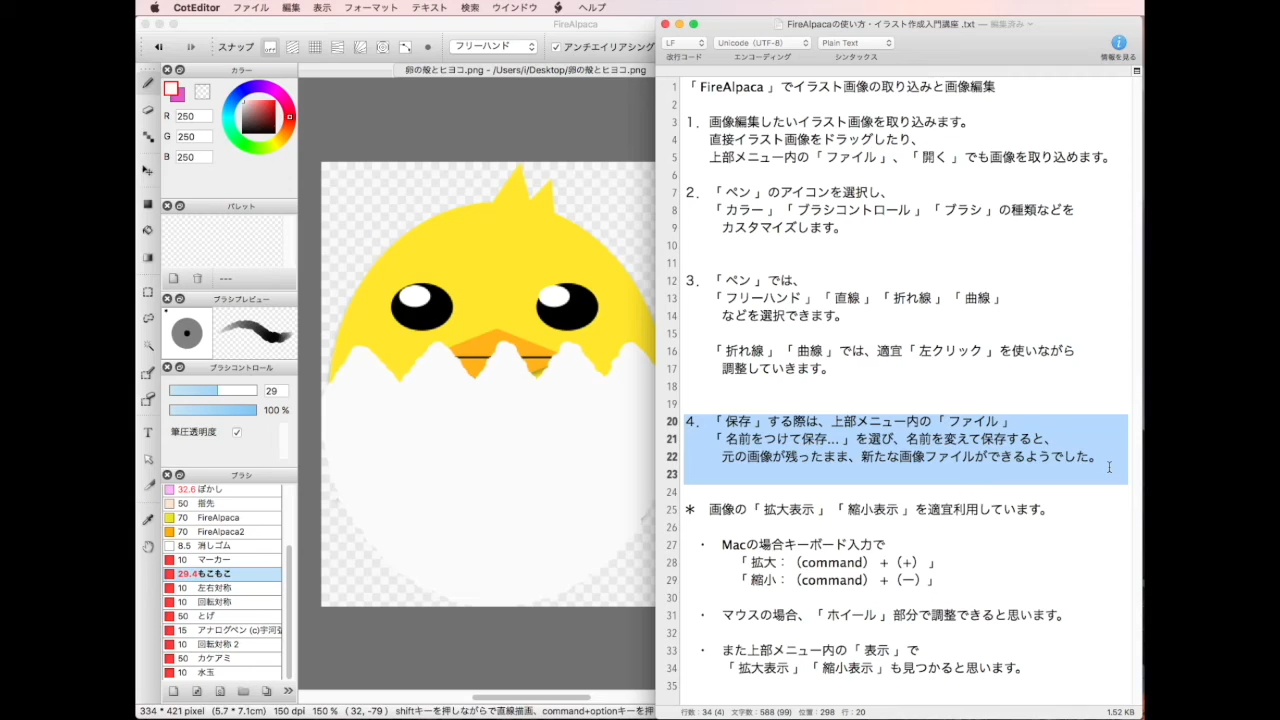 CotEditor ファイル 編集 表示 フォーマット テキスト 検索 ウインドウ ヘルプ
FireAlpaca
スナップ OFF フリーハンド アンチエイリアシング
カラー
卵の殻とヒヨコ.png - /Users/i/Desktop/卵の殻とヒヨコ.png
R 250
G 250
B 250
パレット
---
ブラシプレビュー
ブラシコントロール
29
100 %
筆圧透明度
ブラシ
32.6 ぼかし
50 指先
70 FireAlpaca
70 FireAlpaca2
8.5 消しゴム
10 マーカー
29.4 もこもこ
10 左右対称
10 回転対称
50 とげ
15 アナログペン (c)宇河弘
10 回転対称 2
50 カケアミ
10 水玉
334 * 421 pixel (5.7 * 7.1cm) 150 dpi 150 % ( 32, -79 ) shiftキーを押しながらで直線描画、command+optionキーを押
FireAlpacaの使い方・イラスト作成入門講座 .txt — 編集済み
LF Unicode (UTF-8) Plain Text
改行コード エンコーディング シンタックス 情報を見る
1 「 FireAlpaca 」でイラスト画像の取り込みと画像編集
2
3 １．画像編集したいイラスト画像を取り込みます。
4 直接イラスト画像をドラッグしたり、
5 上部メニュー内の「 ファイル 」、「 開く 」でも画像を取り込めます。
6
7 ２．「 ペン 」のアイコンを選択し、
8 「 カラー 」「 ブラシコントロール 」「 ブラシ 」の種類などを
9 カスタマイズします。
10
11
12 ３．「 ペン 」では、
13 「 フリーハンド 」「 直線 」「 折れ線 」「 曲線 」
14 などを選択できます。
15
16 「 折れ線 」「 曲線 」では、適宜「 左クリック 」を使いながら
17 調整していきます。
18
19
20 ４．「 保存 」する際は、上部メニュー内の「 ファイル 」
21 「 名前をつけて保存... 」を選び、名前を変えて保存すると、
22 元の画像が残ったまま、新たな画像ファイルができるようでした。
23
24
25 ＊ 画像の「 拡大表示 」「 縮小表示 」を適宜利用しています。
26
27 ・ Macの場合キーボード入力で
28 「 拡大：（command）＋（+） 」
29 「 縮小：（command）＋（ー）」
30
31 ・ マウスの場合、「 ホイール 」部分で調整できると思います。
32
33 ・ また上部メニュー内の「 表示 」で
34 「 拡大表示 」「 縮小表示 」も見つかると思います。
35
行数：34 (4) 文字数：588 (99) 位置：298 行：20 1.52 KB